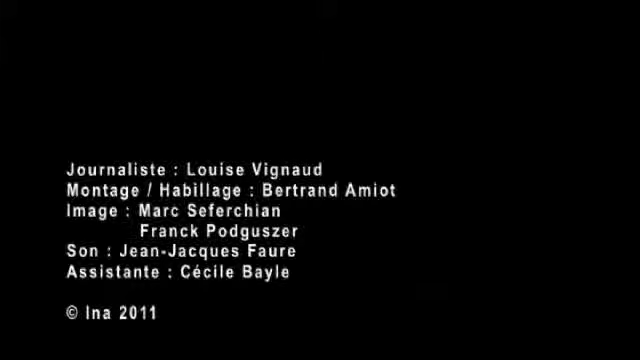 Journaliste : Louise Vignaud
Montage / Habillage : Bertrand Amiot
Image : Marc Seferchian
Franck Podguszer
Son : Jean-Jacques Faure
Assistante : Cécile Bayle
© Ina 2011